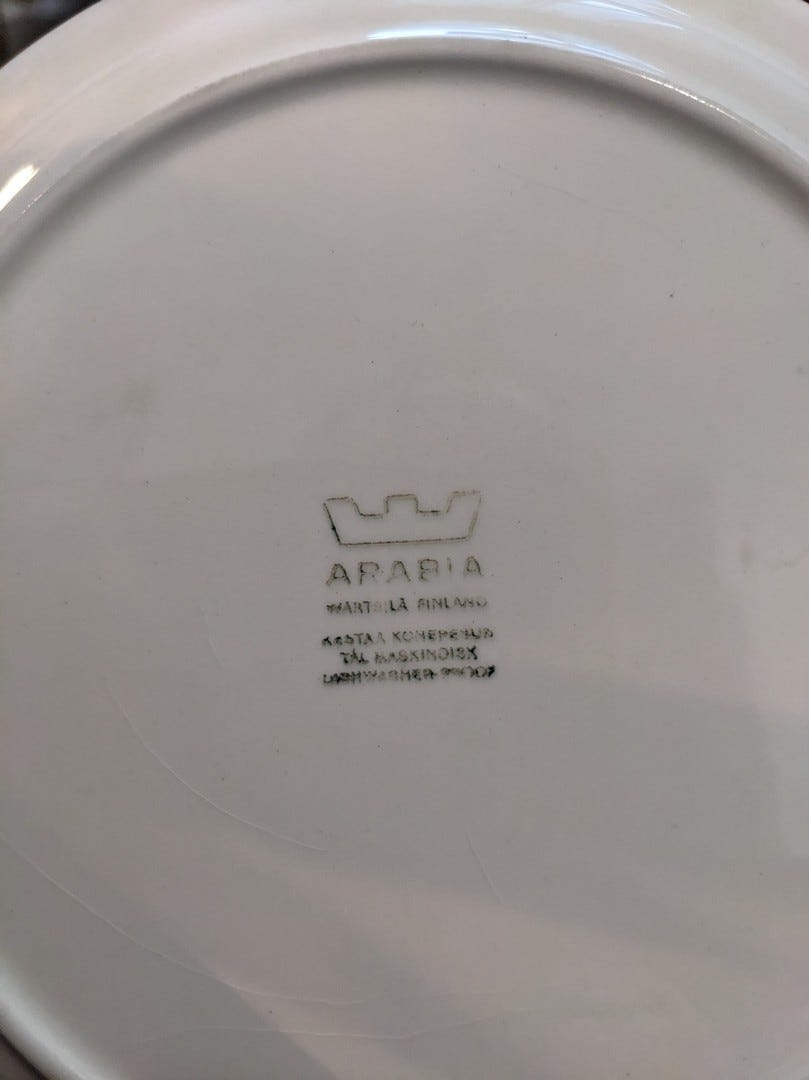 ARABIA
WÄRTSILÄ FINLAND
KESTÄÄ KONEPESUN
TÅL MASKINDISK
DISHWASHER-PROOF